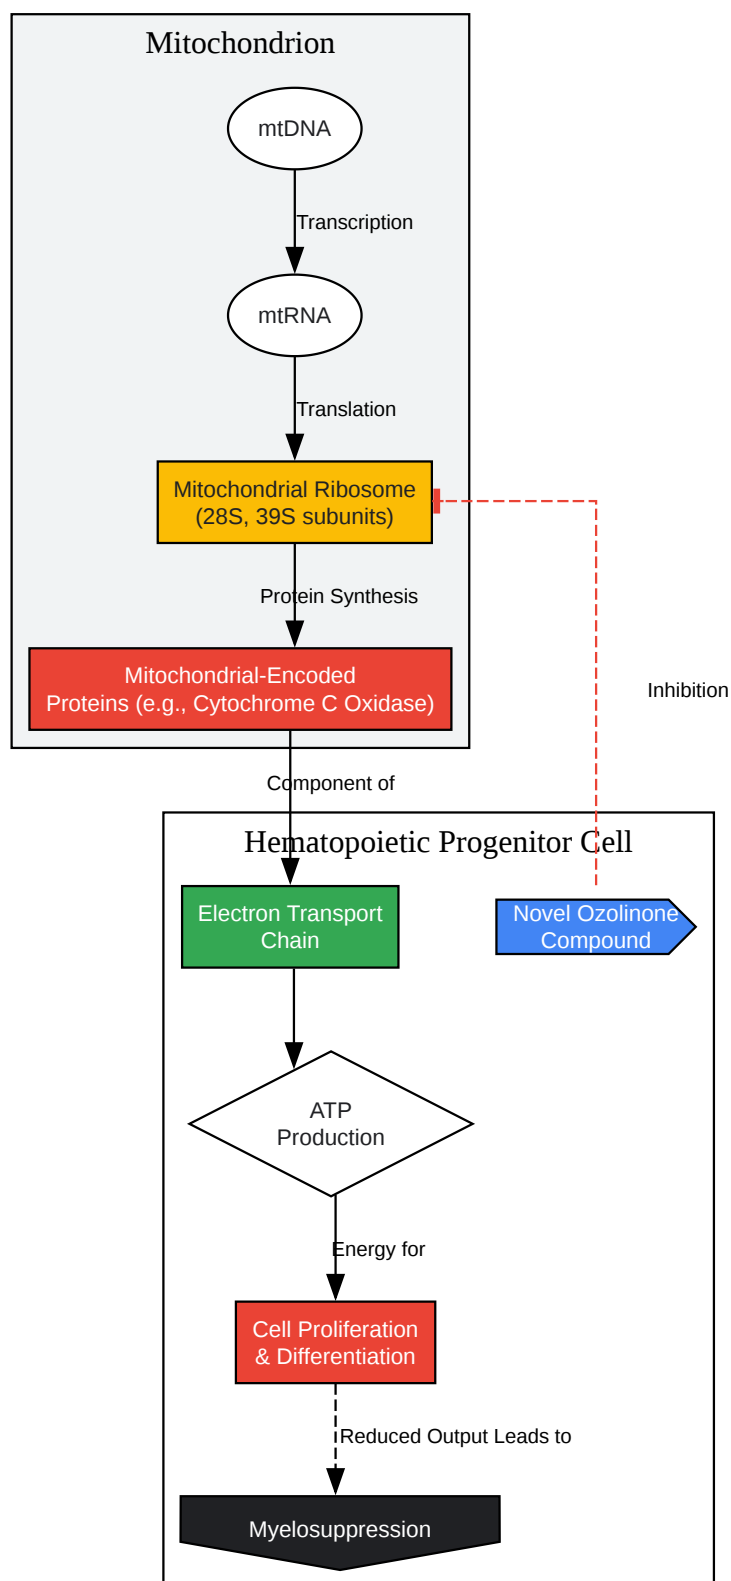 Mitochondrion
mtDNA
Transcription
mtRNA
Translation
Mitochondrial Ribosome
(28S, 39S subunits)
Protein Synthesis
Mitochondrial-Encoded
Proteins (e.g., Cytochrome C Oxidase)
Inhibition
Component of
Hematopoietic Progenitor Cell
Electron Transport
Chain
Novel Ozolinone
Compound
ATP
Production
Energy for
Cell Proliferation
& Differentiation
Reduced Output Leads to
Myelosuppression